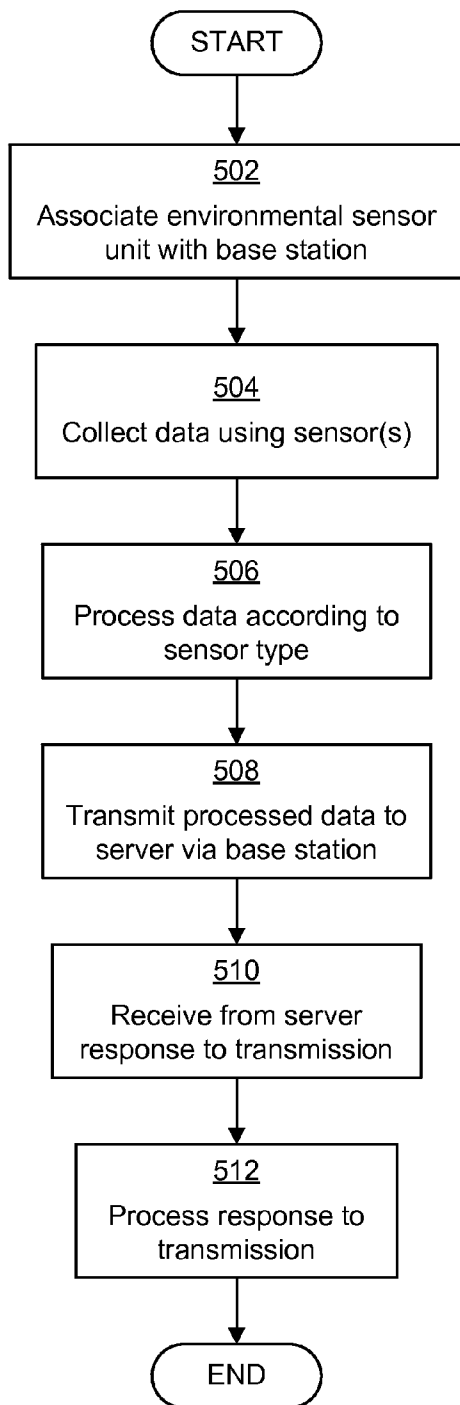 START
502
Associate environmental sensor
unit with base station
504
Collect data using sensor(s)
506
Process data according to
sensor type
508
Transmit processed data to
server via base station
510
Receive from server
response to transmission
512
Process response to
transmission
END